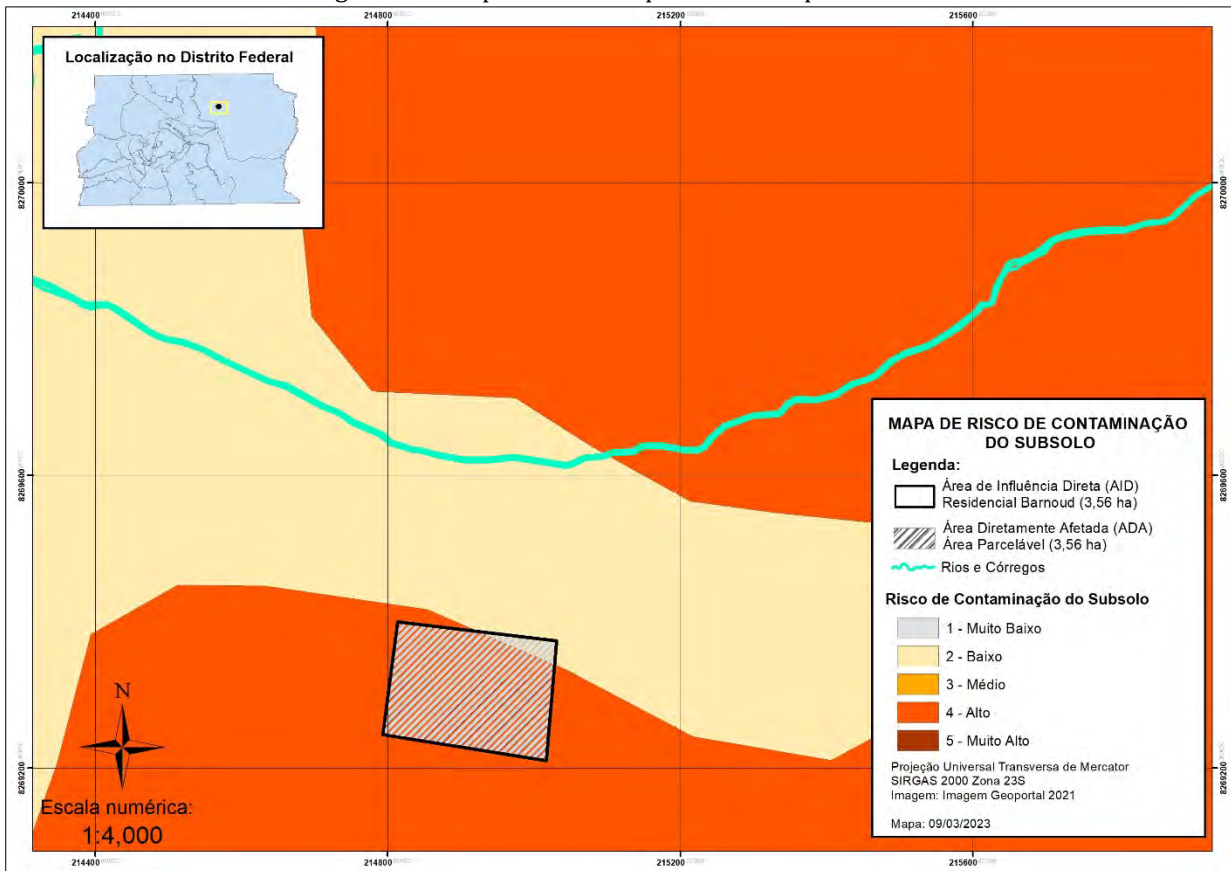 214400
214800
215200
215600
Localização no Distrito Federal
8270000
8270000
8269600
8269600
8269200
8269200
MAPA DE RISCO DE CONTAMINAÇÃO
DO SUBSOLO
Legenda:
Área de Influência Direta (AID)
Residencial Barnoud (3,56 ha)
Área Diretamente Afetada (ADA)
Área Parcelável (3,56 ha)
Rios e Córregos
Risco de Contaminação do Subsolo
1 - Muito Baixo
2 - Baixo
3 - Médio
4 - Alto
5 - Muito Alto
Projeção Universal Transversa de Mercator
SIRGAS 2000 Zona 23S
Imagem: Imagem Geoportal 2021
Mapa: 09/03/2023
N
Escala numérica:
1:4,000
214400
214800
215200
215600